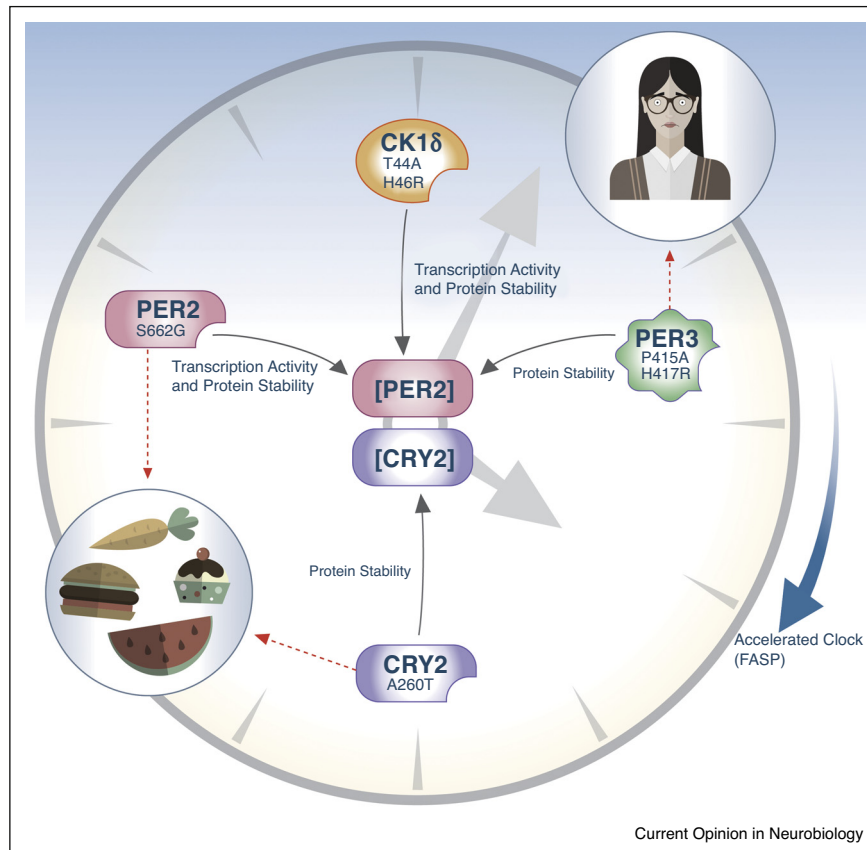 CK1δ
T44A
H46R
Transcription Activity
and Protein Stability
PER2
S662G
Transcription Activity
and Protein Stability
PER3
P415A
H417R
Protein Stability
[PER2]
[CRY2]
Protein Stability
CRY2
A260T
Accelerated Clock
(FASP)
Current Opinion in Neurobiology